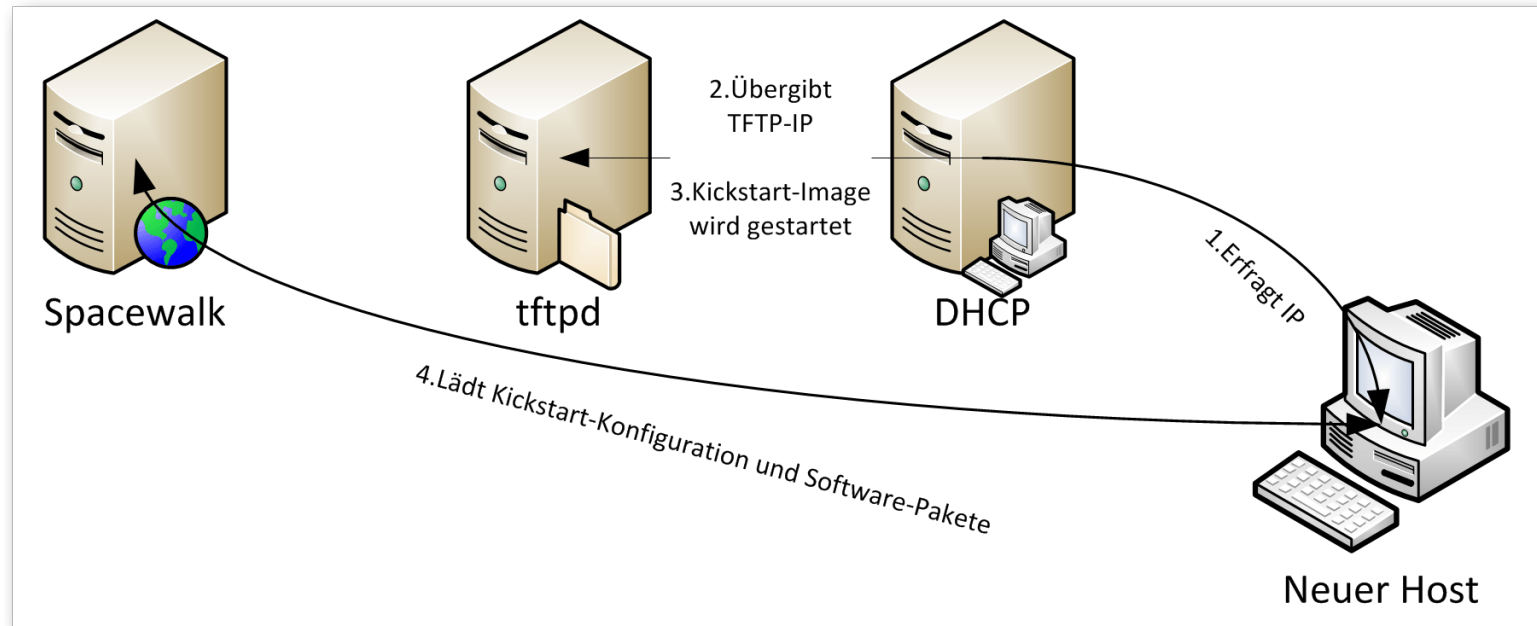 2.Übergibt
TFTP-IP
3.Kickstart-Image
wird gestartet
1.Erfragt IP
Spacewalk
tftpd
DHCP
4.Lädt Kickstart-Konfiguration und Software-Pakete
Neuer Host